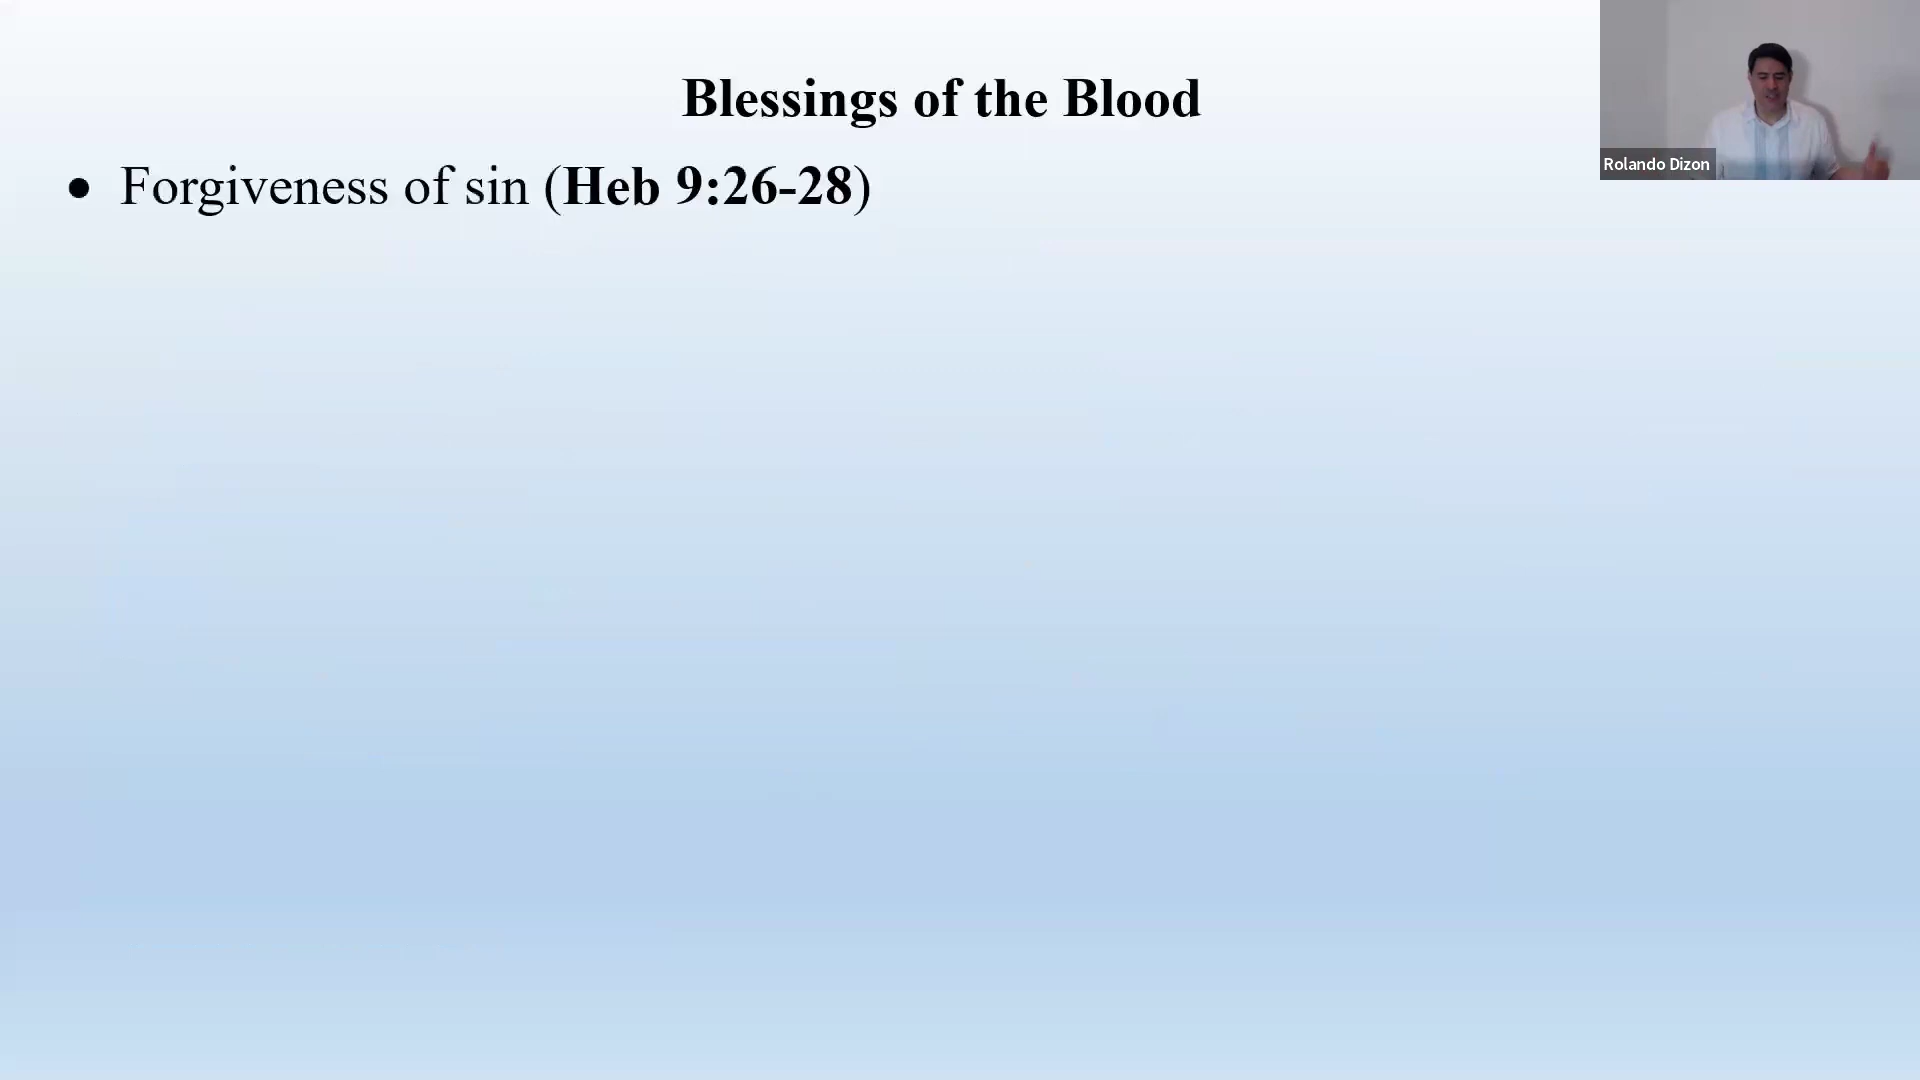 Blessings of the Blood
• Forgiveness of sin (Heb 9:26-28)
Rolando Dizon